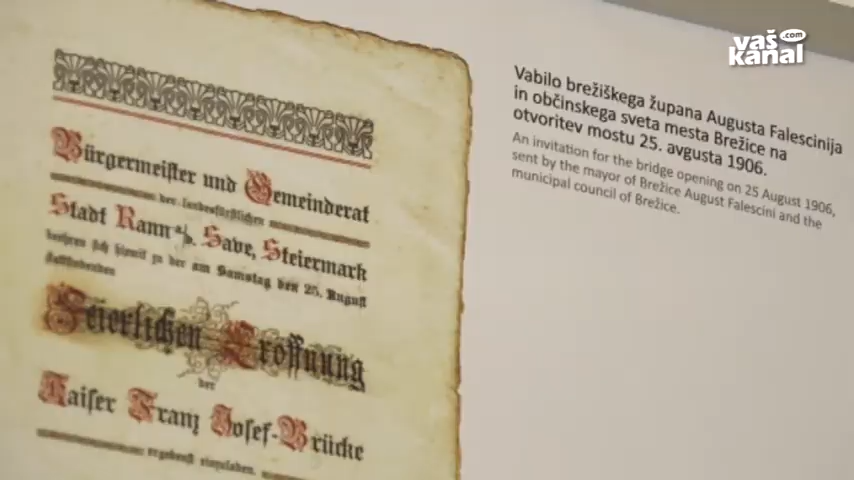 vaš
kanal
.com
Bürgermeister und Gemeinderat
der landesfürstlichen
Stadt Rann a/d. Save, Steiermark
beehren sich hiemit zu der am Samstag den 25. August
stattfindenden
Feierlichen Eröffnung
der
Kaiser Franz Josef-Brücke
ergebenst einzuladen.
Vabilo brežiškega župana Augusta Falescinija
in občinskega sveta mesta Brežice na
otvoritev mostu 25. avgusta 1906.
An invitation for the bridge opening on 25 August 1906,
sent by the mayor of Brežice August Falescini and the
municipal council of Brežice.